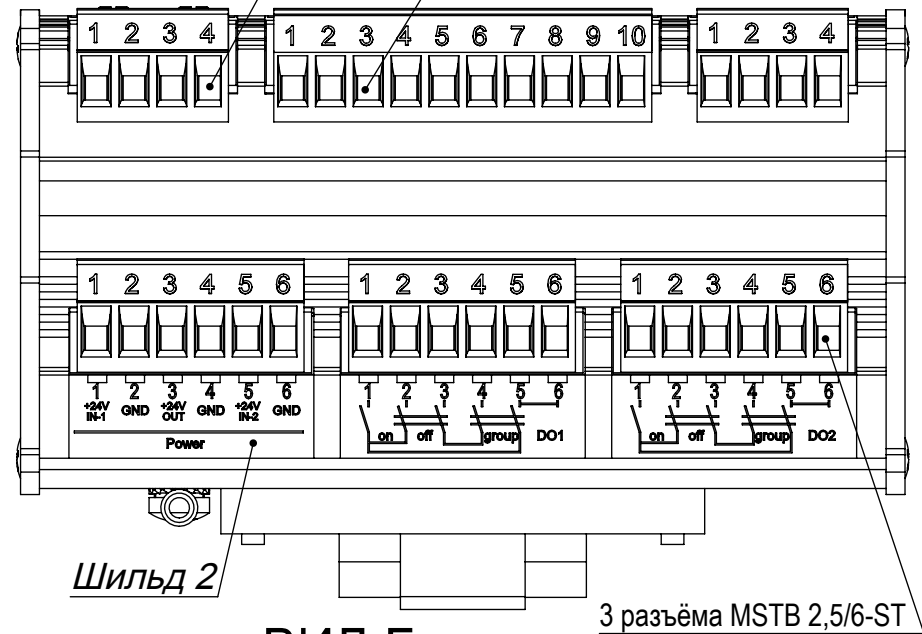 1 2 3 4 1 2 3 4 5 6 7 8 9 10 1 2 3 4
1 2 3 4 5 6 1 2 3 4 5 6 1 2 3 4 5 6
1 2 3 4 5 6 1 2 3 4 5 6 1 2 3 4 5 6
+24V IN-1 GND +24V OUT GND +24V IN-2 GND
on off group DO1 on off group DO2
Power
Шильд 2
3 разъёма MSTB 2,5/6-ST